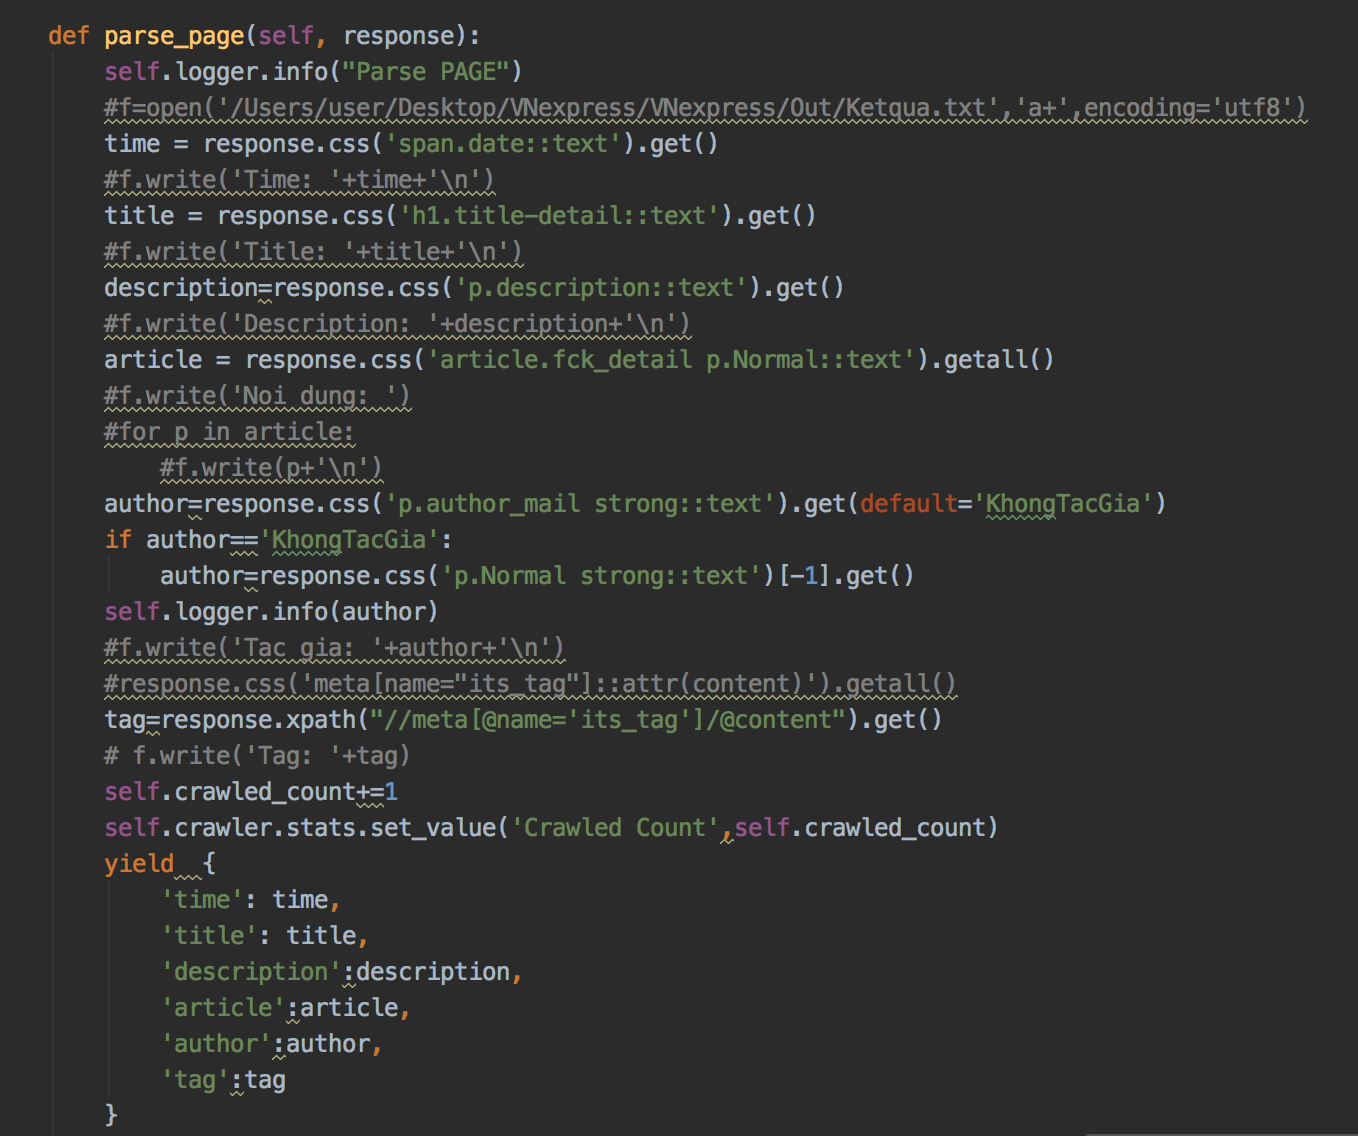 def parse_page(self, response):
    self.logger.info("Parse PAGE")
    #f=open('/Users/user/Desktop/VNexpress/VNexpress/Out/Ketqua.txt','a+',encoding='utf8')
    time = response.css('span.date::text').get()
    #f.write('Time: '+time+'\n')
    title = response.css('h1.title-detail::text').get()
    #f.write('Title: '+title+'\n')
    description=response.css('p.description::text').get()
    #f.write('Description: '+description+'\n')
    article = response.css('article.fck_detail p.Normal::text').getall()
    #f.write('Noi dung: ')
    #for p in article:
        #f.write(p+'\n')
    author=response.css('p.author_mail strong::text').get(default='KhongTacGia')
    if author=='KhongTacGia':
        author=response.css('p.Normal strong::text')[-1].get()
    self.logger.info(author)
    #f.write('Tac gia: '+author+'\n')
    #response.css('meta[name="its_tag"]::attr(content)').getall()
    tag=response.xpath("//meta[@name='its_tag']/@content").get()
    # f.write('Tag: '+tag)
    self.crawled_count+=1
    self.crawler.stats.set_value('Crawled Count',self.crawled_count)
    yield  {
        'time': time,
        'title': title,
        'description':description,
        'article':article,
        'author':author,
        'tag':tag
    }